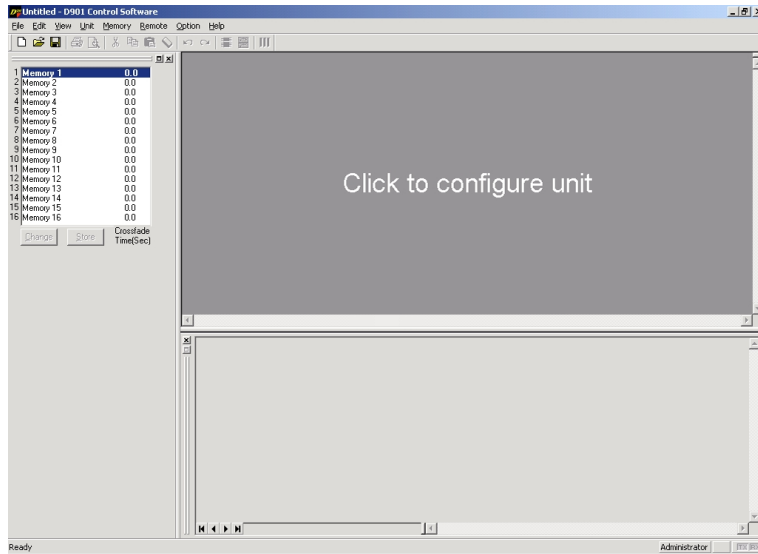 Untitled - D901 Control Software
File Edit View Unit Memory Remote Option Help
1 Memory 1 0.0
2 Memory 2 0.0
3 Memory 3 0.0
4 Memory 4 0.0
5 Memory 5 0.0
6 Memory 6 0.0
7 Memory 7 0.0
8 Memory 8 0.0
9 Memory 9 0.0
10 Memory 10 0.0
11 Memory 11 0.0
12 Memory 12 0.0
13 Memory 13 0.0
14 Memory 14 0.0
15 Memory 15 0.0
16 Memory 16 0.0
Change Store Crossfade
Time(Sec)
Click to configure unit
Ready Administrator